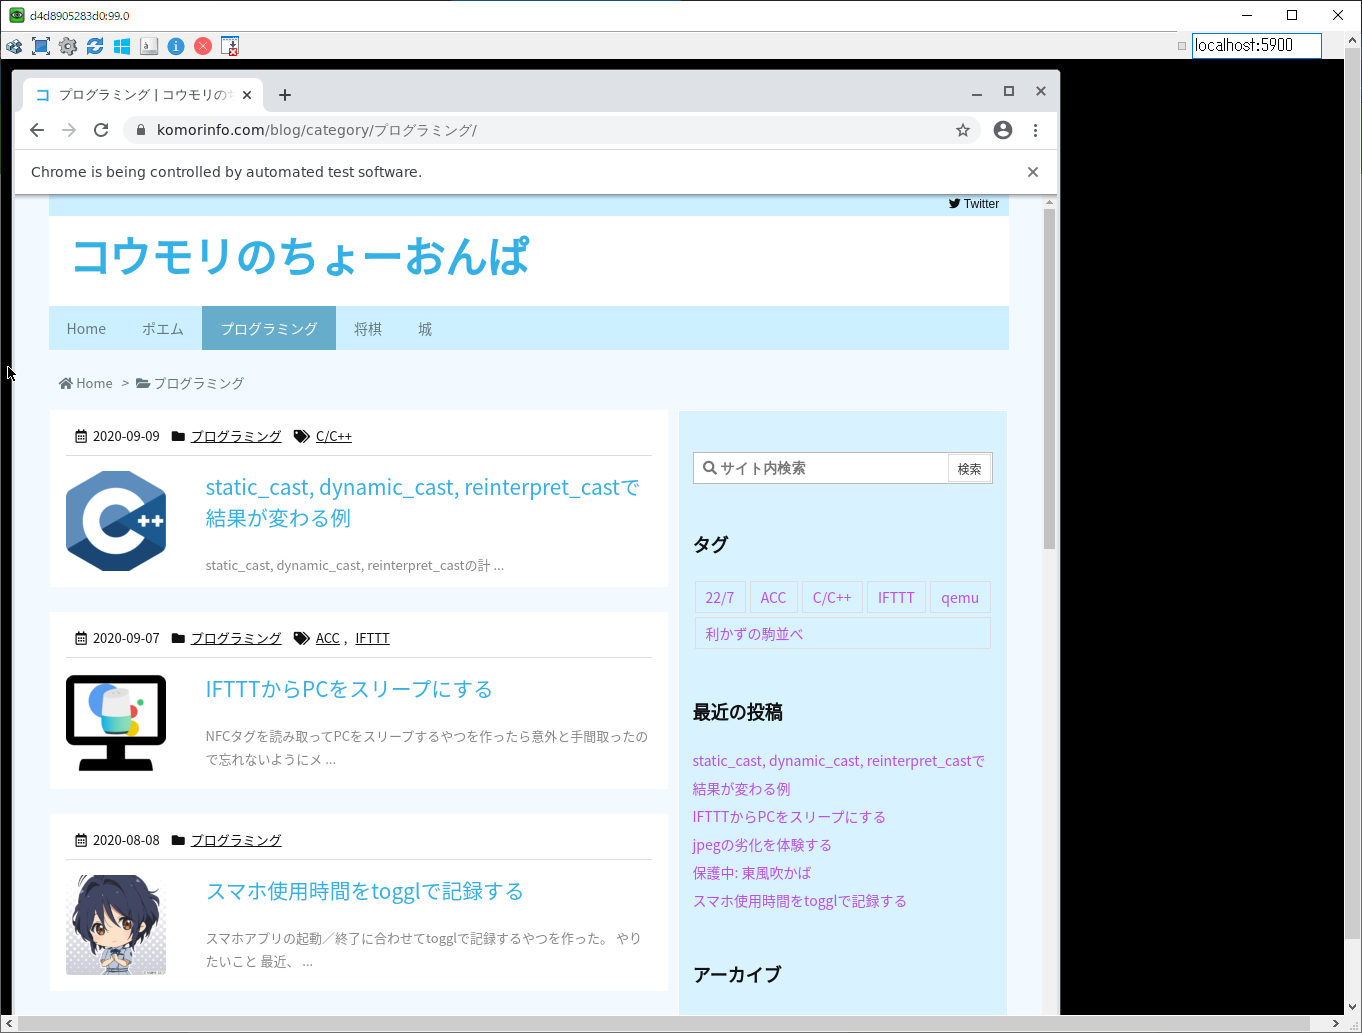 d4d8905283d0:99.0
localhost:5900
プログラミング | コウモリの
komorinfo.com/blog/category/プログラミング/
Chrome is being controlled by automated test software.
Twitter
コウモリのちょーおんぱ
Home ポエム プログラミング 将棋 城
Home > プログラミング
2020-09-09 プログラミング C/C++
static_cast, dynamic_cast, reinterpret_castで
結果が変わる例
static_cast, dynamic_cast, reinterpret_castの計 ...
2020-09-07 プログラミング ACC , IFTTT
IFTTTからPCをスリープにする
NFCタグを読み取ってPCをスリープするやつを作ったら意外と手間取ったの
で忘れないようにメ ...
2020-08-08 プログラミング
スマホ使用時間をtogglで記録する
スマホアプリの起動／終了に合わせてtogglで記録するやつを作った。 やり
たいこと 最近、 ...
サイト内検索 検索
タグ
22/7 ACC C/C++ IFTTT qemu
利かずの駒並べ
最近の投稿
static_cast, dynamic_cast, reinterpret_castで
結果が変わる例
IFTTTからPCをスリープにする
jpegの劣化を体験する
保護中: 東風吹かば
スマホ使用時間をtogglで記録する
アーカイブ